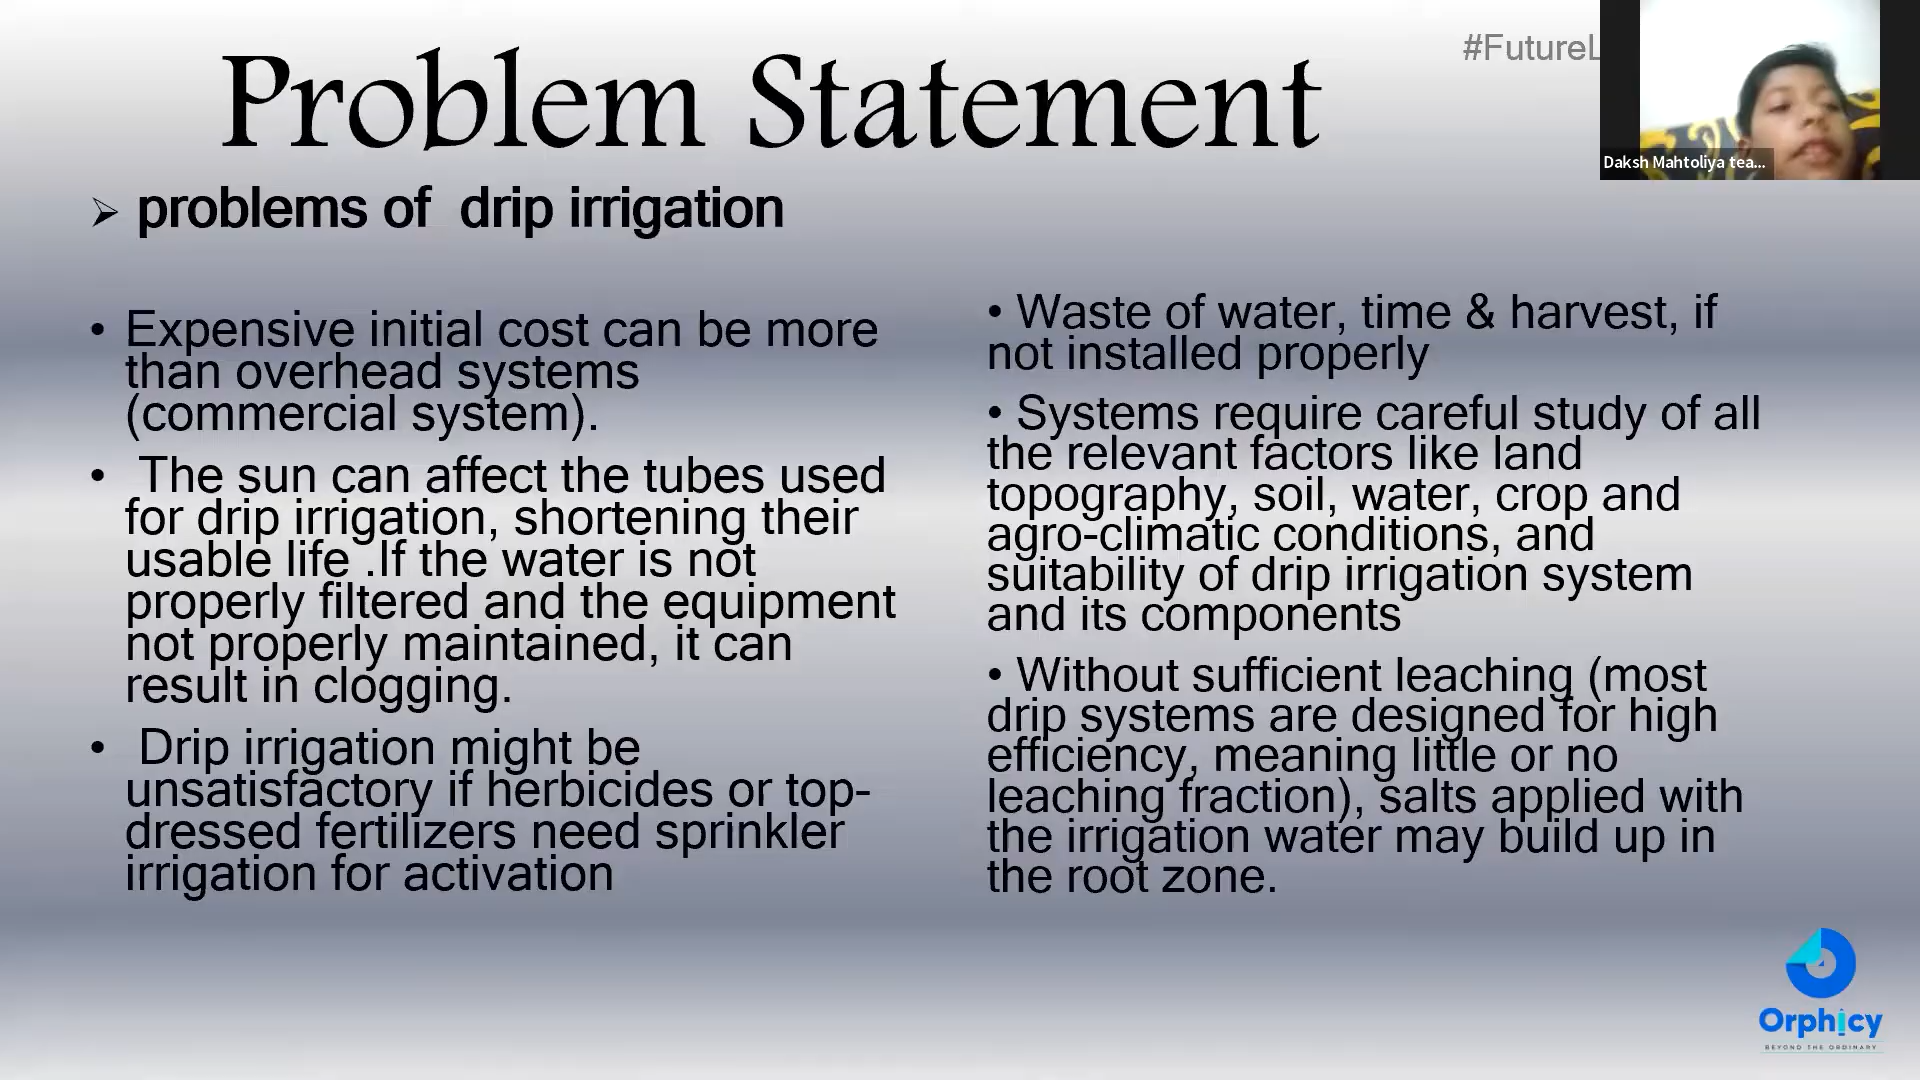 Problem Statement
#FutureL
Daksh Mahtoliya tea...
➢ problems of drip irrigation
• Expensive initial cost can be more
than overhead systems
(commercial system).
• The sun can affect the tubes used
for drip irrigation, shortening their
usable life .If the water is not
properly filtered and the equipment
not properly maintained, it can
result in clogging.
• Drip irrigation might be
unsatisfactory if herbicides or top-
dressed fertilizers need sprinkler
irrigation for activation
• Waste of water, time & harvest, if
not installed properly
• Systems require careful study of all
the relevant factors like land
topography, soil, water, crop and
agro-climatic conditions, and
suitability of drip irrigation system
and its components
• Without sufficient leaching (most
drip systems are designed for high
efficiency, meaning little or no
leaching fraction), salts applied with
the irrigation water may build up in
the root zone.
Orphicy
BEYOND THE ORDINARY